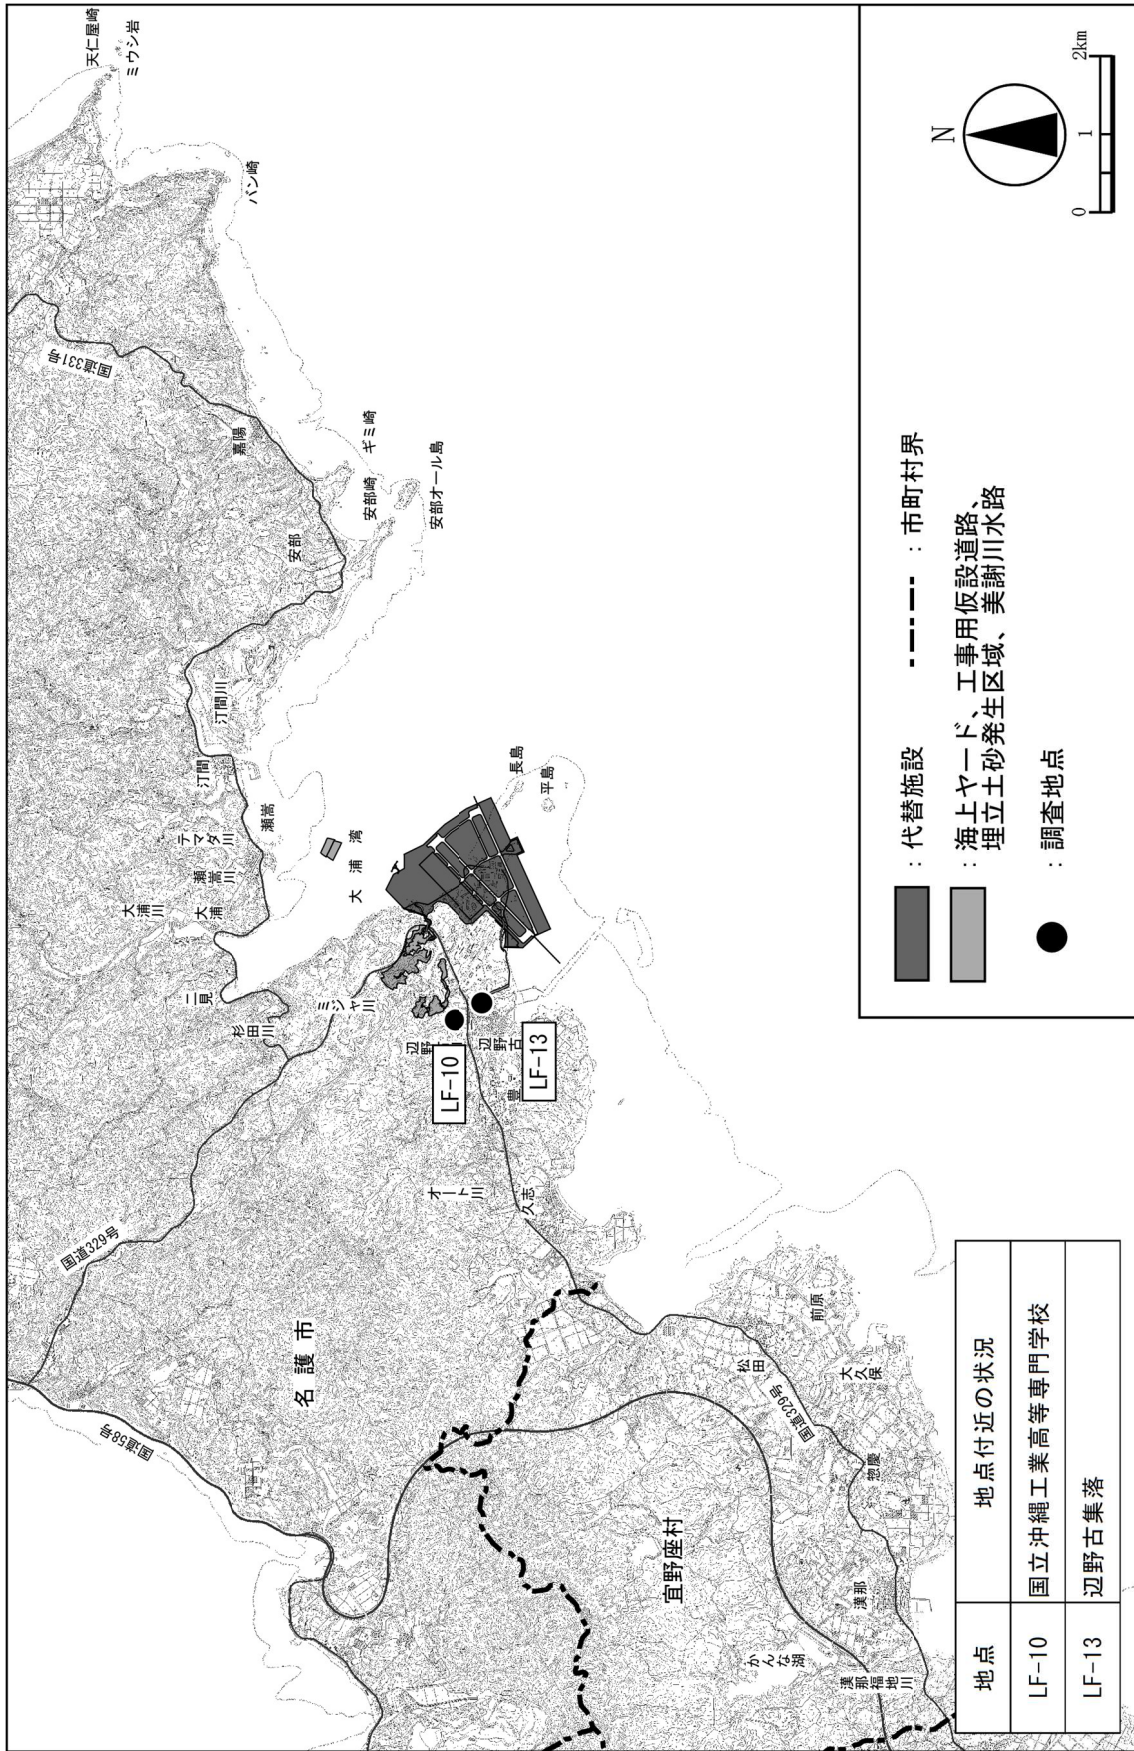 天仁屋崎
ミウシ岩
バン崎
国道331号
嘉陽
ギミ崎
安部崎
安部オール島
安部
汀間川
汀間
瀬嵩
テマダ川
瀬嵩川
大浦川
大浦
大浦湾
長島
平島
二見
杉田川
ミジャ川
辺野
辺野古
豊
LF-10
LF-13
オートー川
久志
国道329号
名護市
国道58号
松田
前原
大久保
国道329号
惣慶
宜野座村
漢那
かんな湖
漢那福地川
N
0 1 2km
:代替施設
:市町村界
:海上ヤード、工事用仮設道路、
埋立土砂発生区域、美謝川水路
:調査地点
地点 地点付近の状況
LF-10 国立沖縄工業高等専門学校
LF-13 辺野古集落